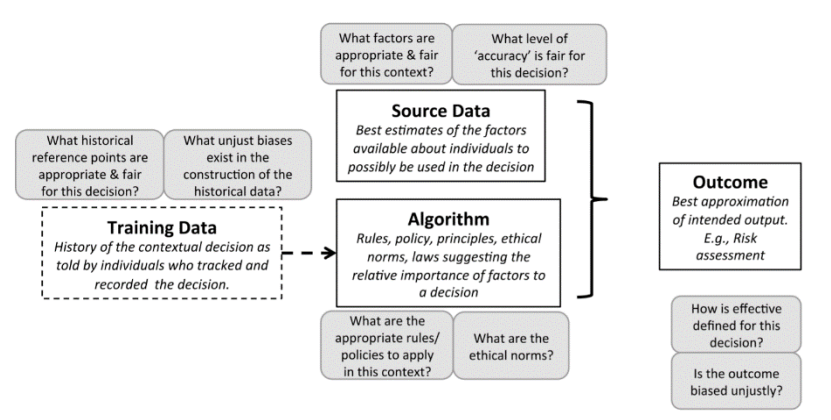 What factors are
appropriate & fair
for this context?
What level of
'accuracy' is fair for
this decision?
Source Data
Best estimates of the factors
available about individuals to
possibly be used in the decision
What historical
reference points are
appropriate & fair
for this decision?
What unjust biases
exist in the
construction of the
historical data?
Training Data
History of the contextual decision as
told by individuals who tracked and
recorded the decision.
Algorithm
Rules, policy, principles, ethical
norms, laws suggesting the
relative importance of factors to
a decision
What are the
appropriate rules/
policies to apply
in this context?
What are the
ethical norms?
Outcome
Best approximation
of intended output.
E.g., Risk
assessment
How is effective
defined for this
decision?
Is the outcome
biased unjustly?